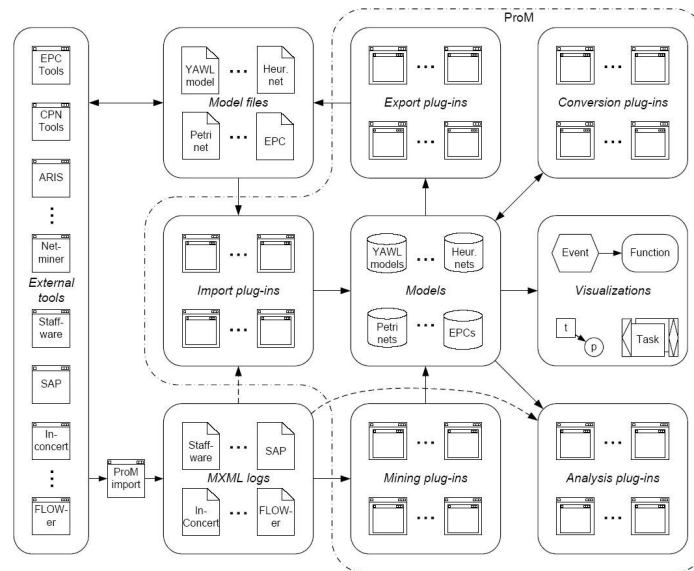 ProM
EPC
Tools
CPN
Tools
ARIS
Net-
miner
External
tools
Staff-
ware
SAP
In-
concert
FLOW-
er
ProM
import
YAWL
model
Heur.
net
Model files
Petri
net
EPC
Export plug-ins
Conversion plug-ins
Import plug-ins
YAWL
models
Heur.
nets
Models
Petri
nets
EPCs
Event
Function
Visualizations
t
p
Task
Staff-
ware
SAP
MXML logs
In-
Concert
FLOW-
er
Mining plug-ins
Analysis plug-ins